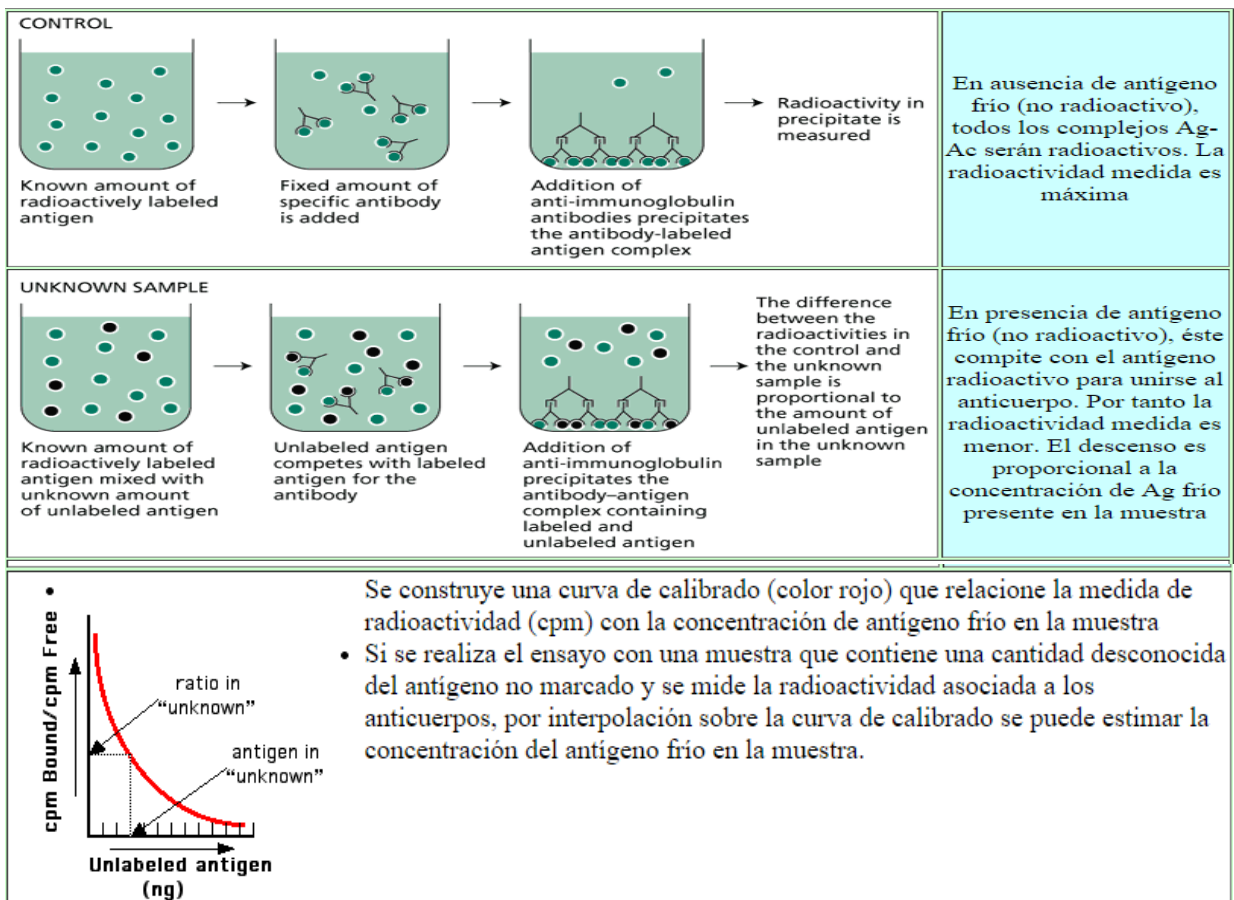 CONTROL
Known amount of
radioactively labeled
antigen
Fixed amount of
specific antibody
is added
Addition of
anti-immunoglobulin
antibodies precipitates
the antibody-labeled
antigen complex
Radioactivity in
precipitate is
measured
En ausencia de antígeno
frío (no radioactivo),
todos los complejos Ag-
Ac serán radioactivos. La
radioactividad medida es
máxima
UNKNOWN SAMPLE
Known amount of
radioactively labeled
antigen mixed with
unknown amount
of unlabeled antigen
Unlabeled antigen
competes with labeled
antigen for the
antibody
Addition of
anti-immunoglobulin
precipitates the
antibody–antigen
complex containing
labeled and
unlabeled antigen
The difference
between the
radioactivities in
the control and
the unknown
sample is
proportional to
the amount of
unlabeled antigen
in the unknown
sample
En presencia de antígeno
frío (no radioactivo), éste
compite con el antígeno
radioactivo para unirse al
anticuerpo. Por tanto la
radioactividad medida es
menor. El descenso es
proporcional a la
concentración de Ag frío
presente en la muestra
cpm Bound/cpm Free
ratio in
“unknown”
antigen in
“unknown”
Unlabeled antigen
(ng)
Se construye una curva de calibrado (color rojo) que relacione la medida de
radioactividad (cpm) con la concentración de antígeno frío en la muestra
• Si se realiza el ensayo con una muestra que contiene una cantidad desconocida
del antígeno no marcado y se mide la radioactividad asociada a los
anticuerpos, por interpolación sobre la curva de calibrado se puede estimar la
concentración del antígeno frío en la muestra.